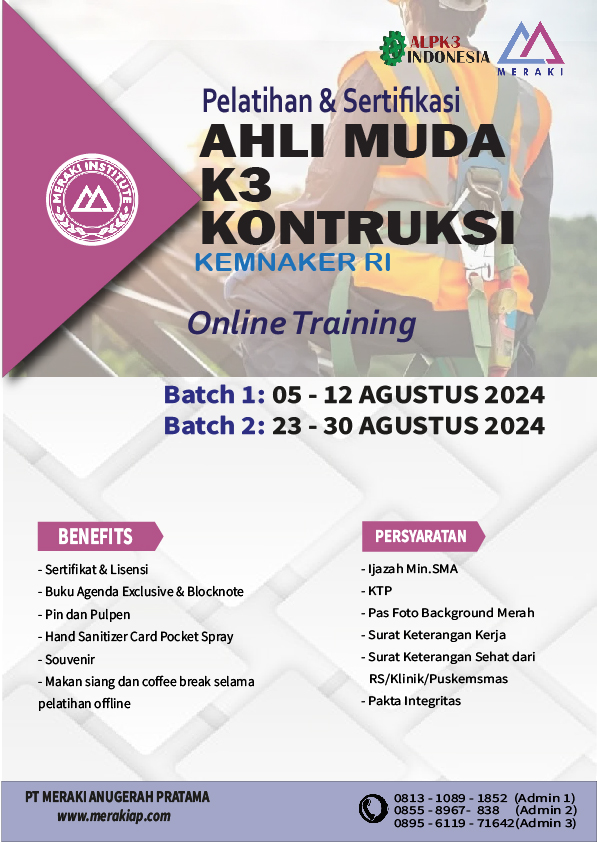 ALPK3
INDONESIA
MERAKI
Pelatihan & Sertifikasi
AHLI MUDA
K3
KONTRUKSI
KEMNAKER RI
MERAKI INSTITUTE
Online Training
Batch 1: 05 - 12 AGUSTUS 2024
Batch 2: 23 - 30 AGUSTUS 2024
BENEFITS
- Sertifikat & Lisensi
- Buku Agenda Exclusive & Blocknote
- Pin dan Pulpen
- Hand Sanitizer Card Pocket Spray
- Souvenir
- Makan siang dan coffee break selama
pelatihan offline
PERSYARATAN
- Ijazah Min.SMA
- KTP
- Pas Foto Background Merah
- Surat Keterangan Kerja
- Surat Keterangan Sehat dari
RS/Klinik/Puskemsmas
- Pakta Integritas
PT MERAKI ANUGERAH PRATAMA
www.merakiap.com
0813 - 1089 - 1852 (Admin 1)
0855 - 8967- 838 (Admin 2)
0895 - 6119 - 71642(Admin 3)